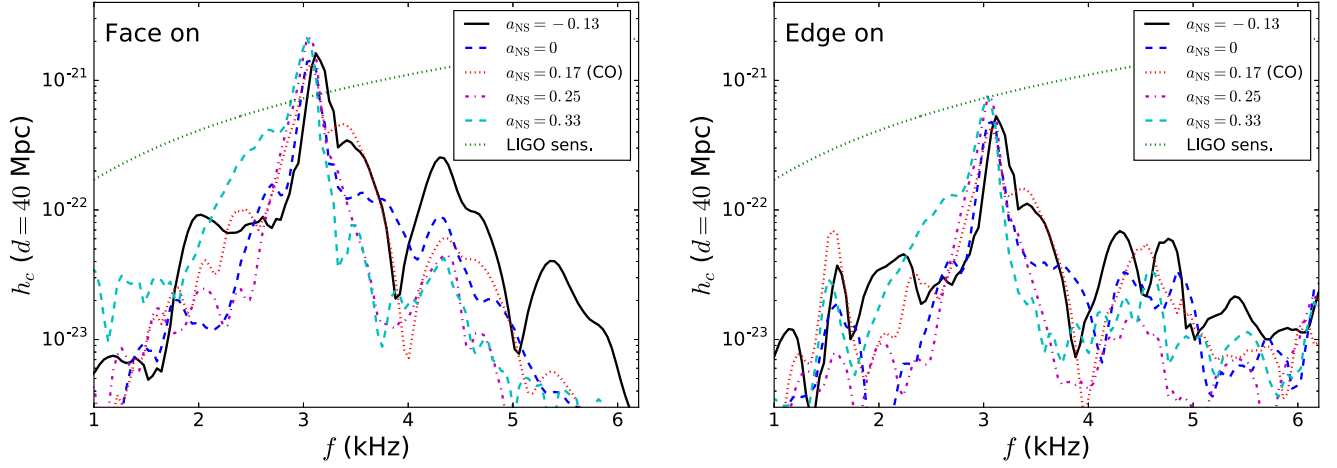 Face on
a_NS = −0.13
a_NS = 0
a_NS = 0.17 (CO)
a_NS = 0.25
a_NS = 0.33
LIGO sens.
10^-21
10^-22
10^-23
h_c (d = 40 Mpc)
1 2 3 4 5 6
f (kHz)
Edge on
a_NS = −0.13
a_NS = 0
a_NS = 0.17 (CO)
a_NS = 0.25
a_NS = 0.33
LIGO sens.
10^-21
10^-22
10^-23
h_c (d = 40 Mpc)
1 2 3 4 5 6
f (kHz)